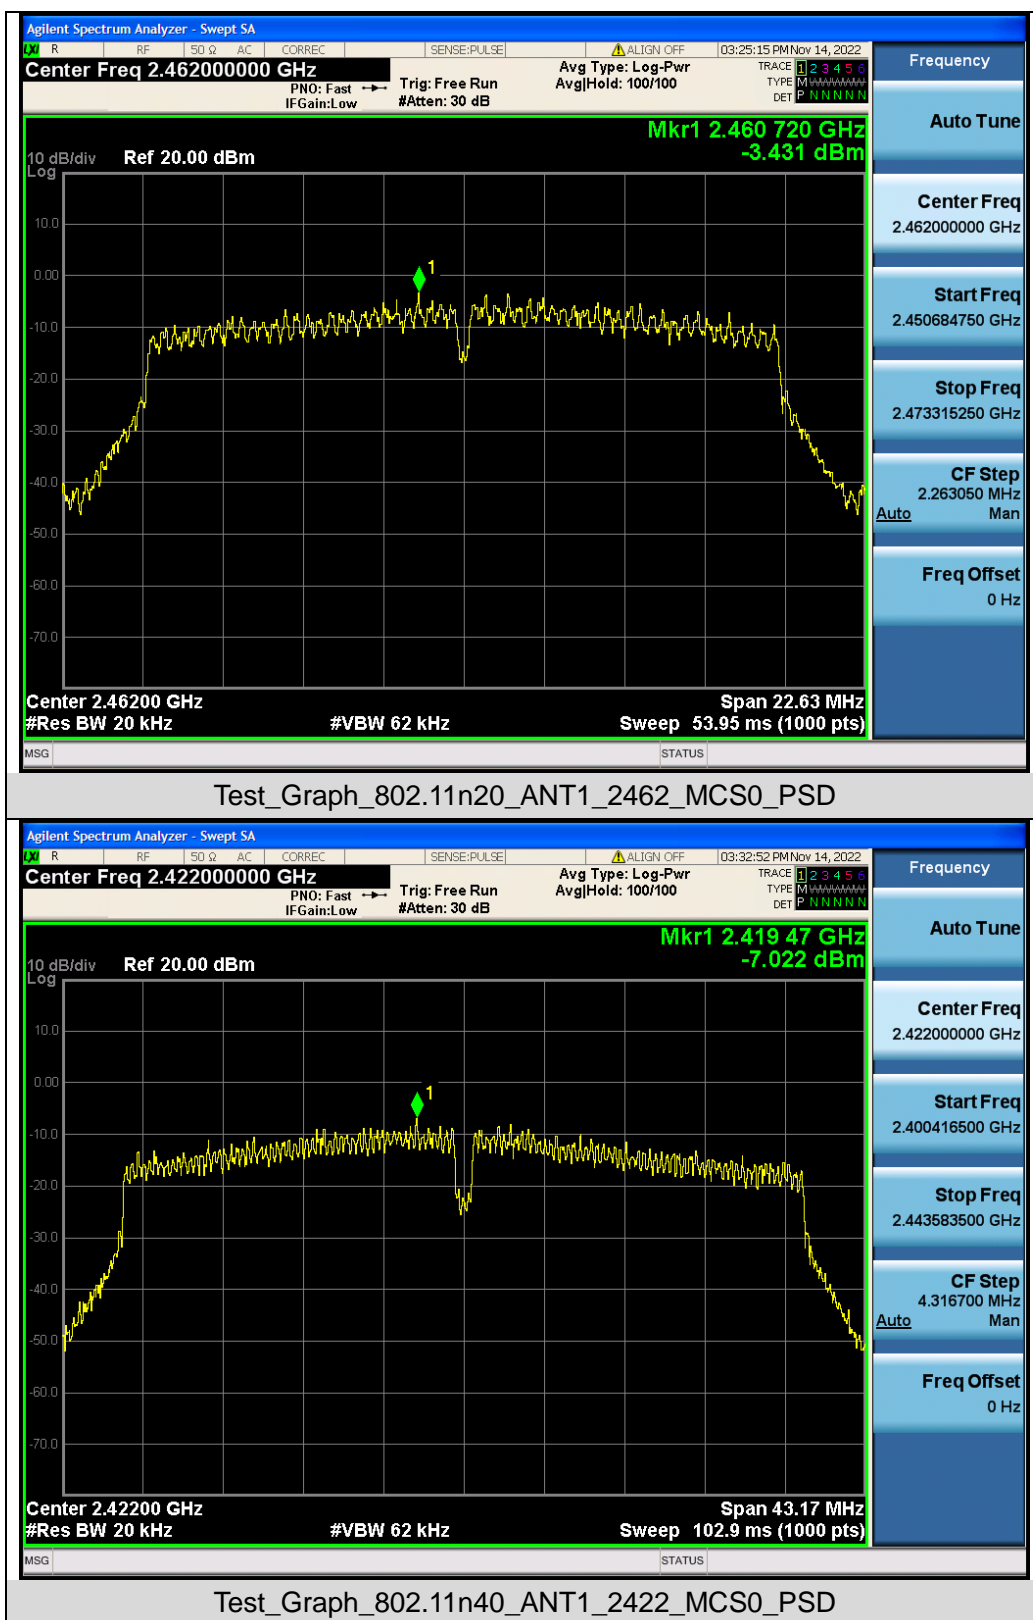 Agilent Spectrum Analyzer - Swept SA
LXI R RF 50 Ω AC CORREC SENSE:PULSE ALIGN OFF 03:25:15 PM Nov 14, 2022
Center Freq 2.462000000 GHz
PNO: Fast
IFGain:Low
Trig: Free Run
#Atten: 30 dB
Avg Type: Log-Pwr
Avg|Hold: 100/100
TRACE 1 2 3 4 5 6
TYPE M W W W W W
DET P N N N N N
Frequency
Auto Tune
Center Freq
2.462000000 GHz
Start Freq
2.450684750 GHz
Stop Freq
2.473315250 GHz
CF Step
2.263050 MHz
Auto Man
Freq Offset
0 Hz
Mkr1 2.460 720 GHz
-3.431 dBm
10 dB/div Ref 20.00 dBm
Log
10.0
0.00
-10.0
-20.0
-30.0
-40.0
-50.0
-60.0
-70.0
1
Center 2.46200 GHz Span 22.63 MHz
#Res BW 20 kHz #VBW 62 kHz Sweep 53.95 ms (1000 pts)
MSG STATUS
Test_Graph_802.11n20_ANT1_2462_MCS0_PSD
Agilent Spectrum Analyzer - Swept SA
LXI R RF 50 Ω AC CORREC SENSE:PULSE ALIGN OFF 03:32:52 PM Nov 14, 2022
Center Freq 2.422000000 GHz
PNO: Fast
IFGain:Low
Trig: Free Run
#Atten: 30 dB
Avg Type: Log-Pwr
Avg|Hold: 100/100
TRACE 1 2 3 4 5 6
TYPE M W W W W W
DET P N N N N N
Frequency
Auto Tune
Center Freq
2.422000000 GHz
Start Freq
2.400416500 GHz
Stop Freq
2.443583500 GHz
CF Step
4.316700 MHz
Auto Man
Freq Offset
0 Hz
Mkr1 2.419 47 GHz
-7.022 dBm
10 dB/div Ref 20.00 dBm
Log
10.0
0.00
-10.0
-20.0
-30.0
-40.0
-50.0
-60.0
-70.0
1
Center 2.42200 GHz Span 43.17 MHz
#Res BW 20 kHz #VBW 62 kHz Sweep 102.9 ms (1000 pts)
MSG STATUS
Test_Graph_802.11n40_ANT1_2422_MCS0_PSD